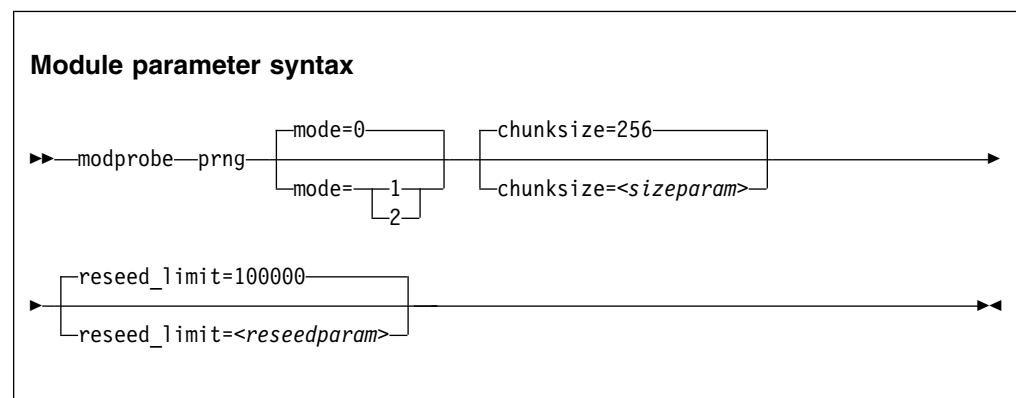 Module parameter syntax
mode=0 chunksize=256
modprobe prng
mode= 1 chunksize=<sizeparam>
2
reseed_limit=100000
reseed_limit=<reseedparam>